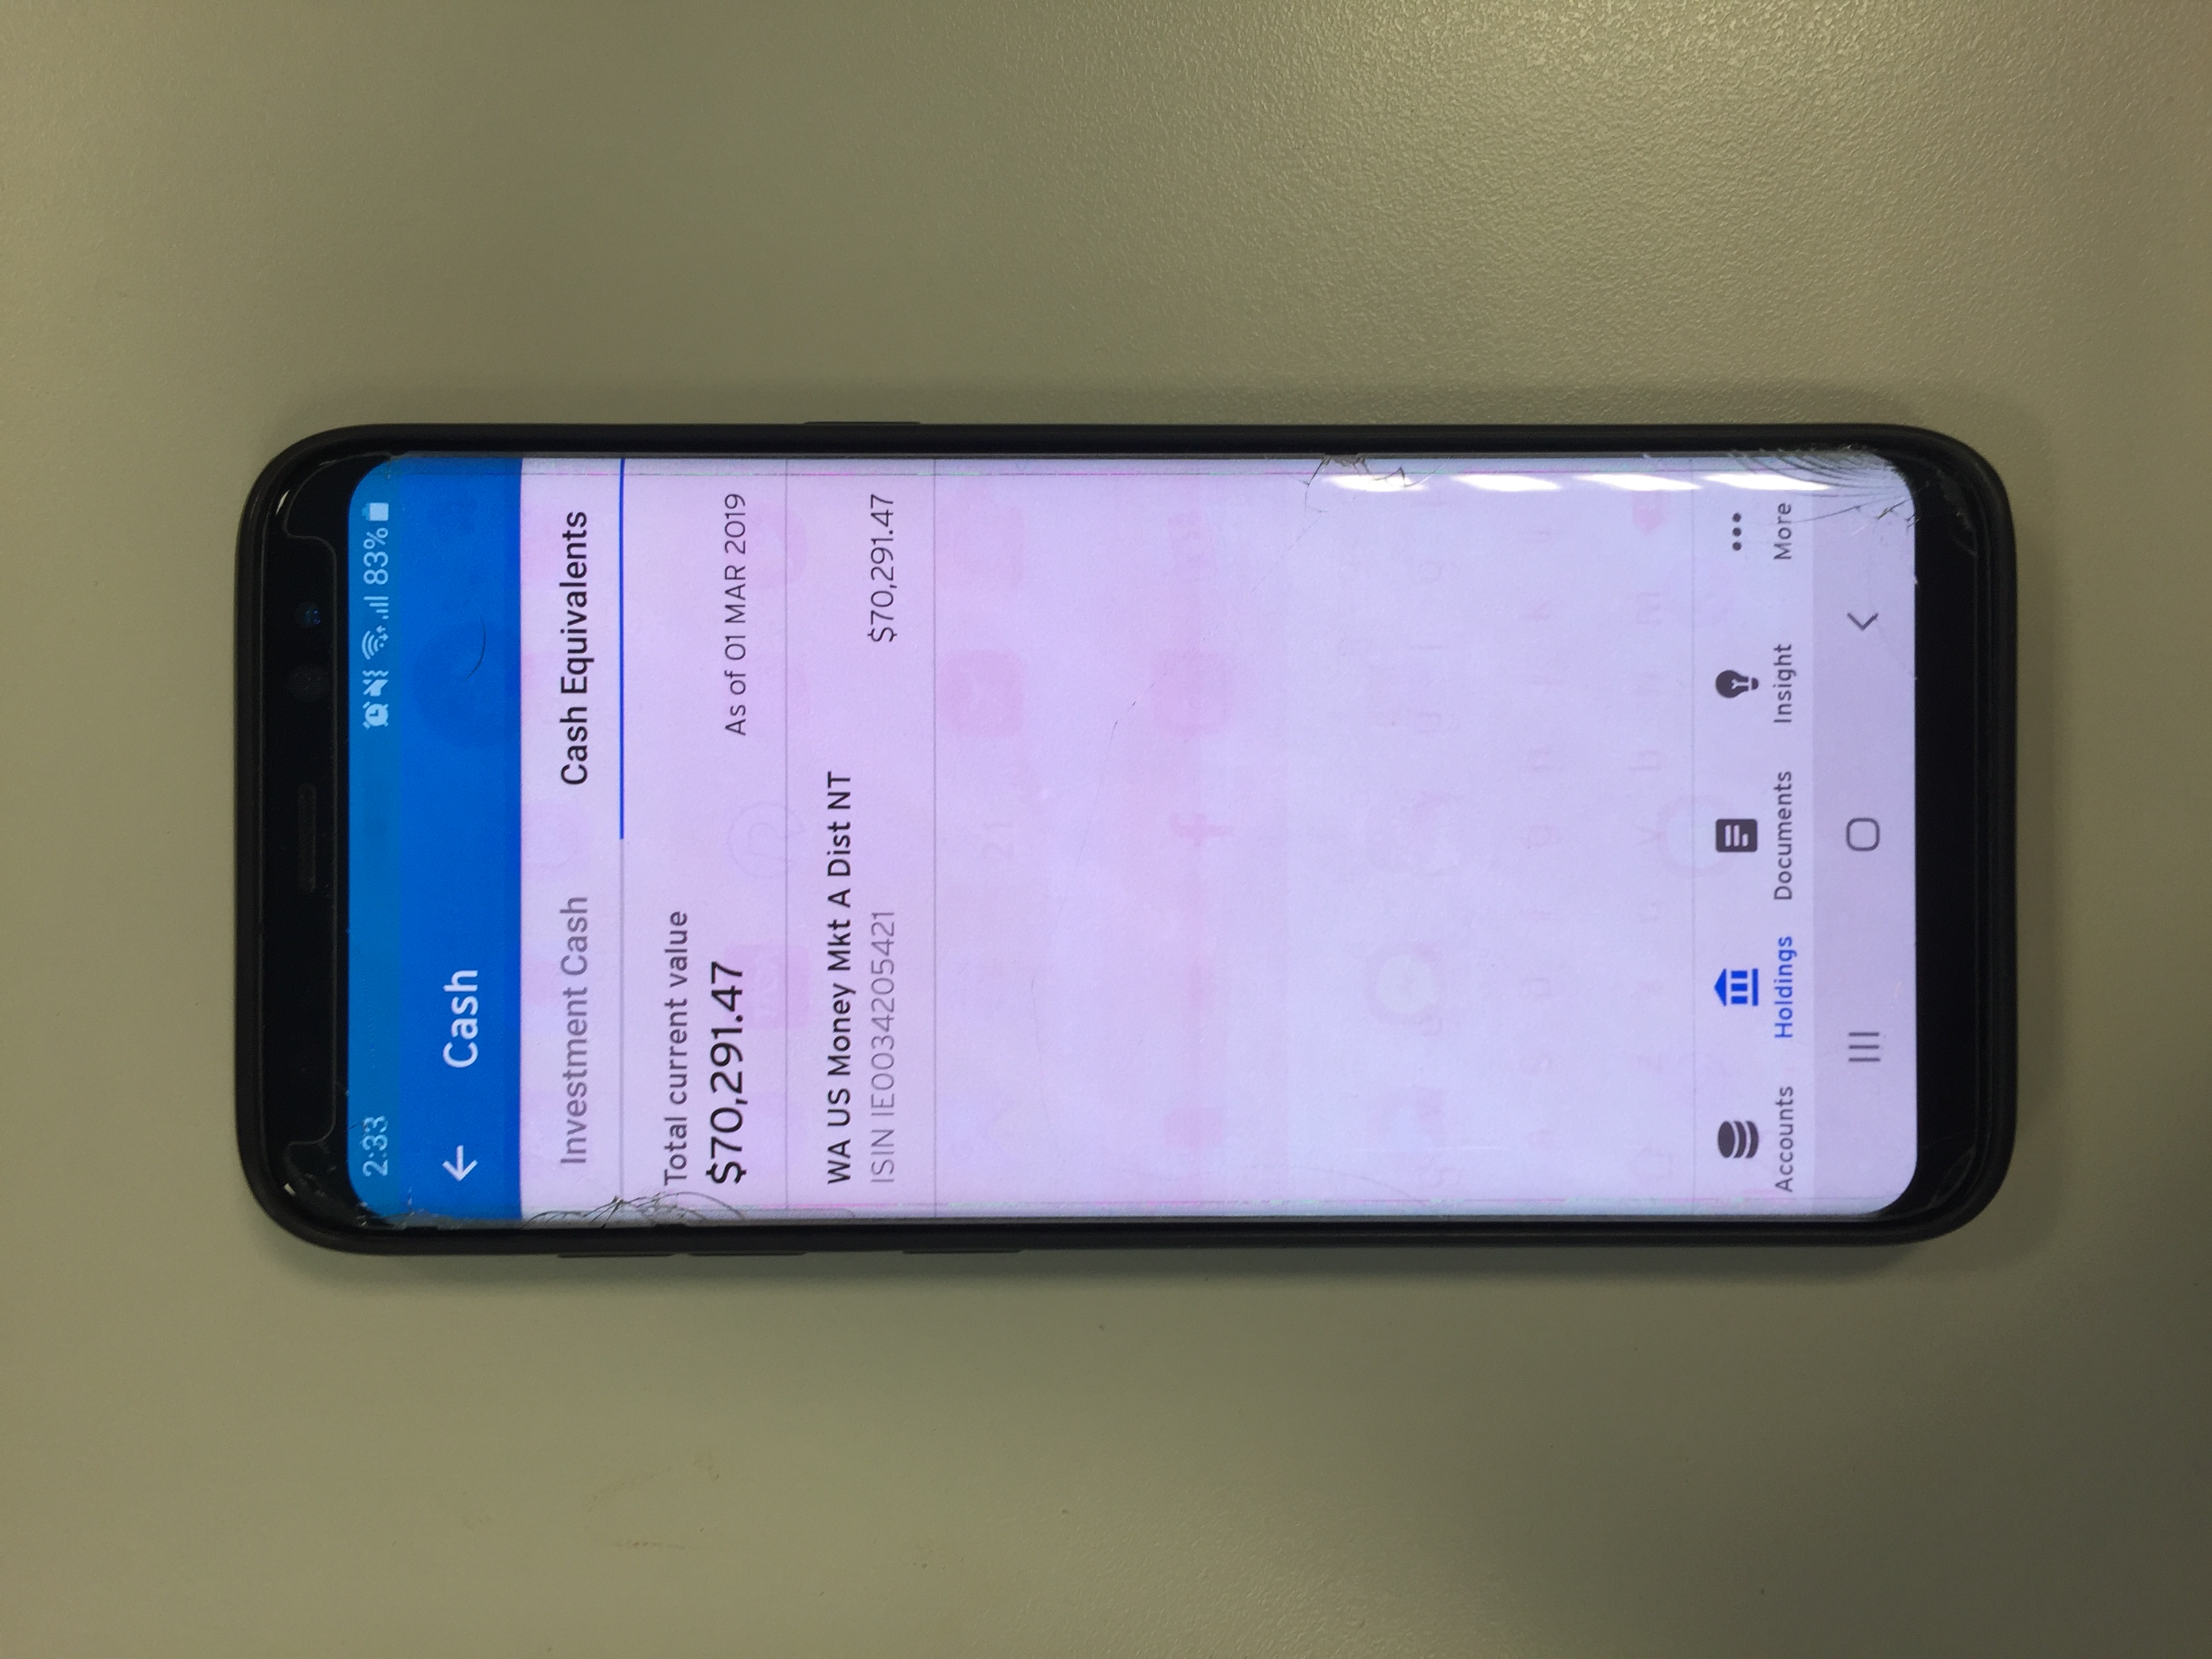 2:33 83%
Cash
Investment Cash Cash Equivalents
Total current value
$70,291.47 As of 01 MAR 2019
WA US Money Mkt A Dist NT
ISIN IE0034205421 $70,291.47
Accounts Holdings Documents Insight More